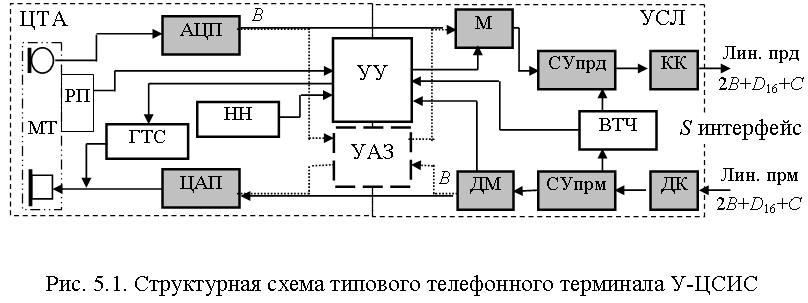 ЦТА
УСЛ
АЦП
B
М
Лин. прд
УУ
СУпрд
КК
РП
2B+D16+C
МТ
НН
ГТС
ВТЧ
S интерфейс
УАЗ
ЦАП
B
ДМ
СУпрм
ДК
Лин. прм
2B+D16+C
Рис. 5.1. Структурная схема типового телефонного терминала У-ЦСИС